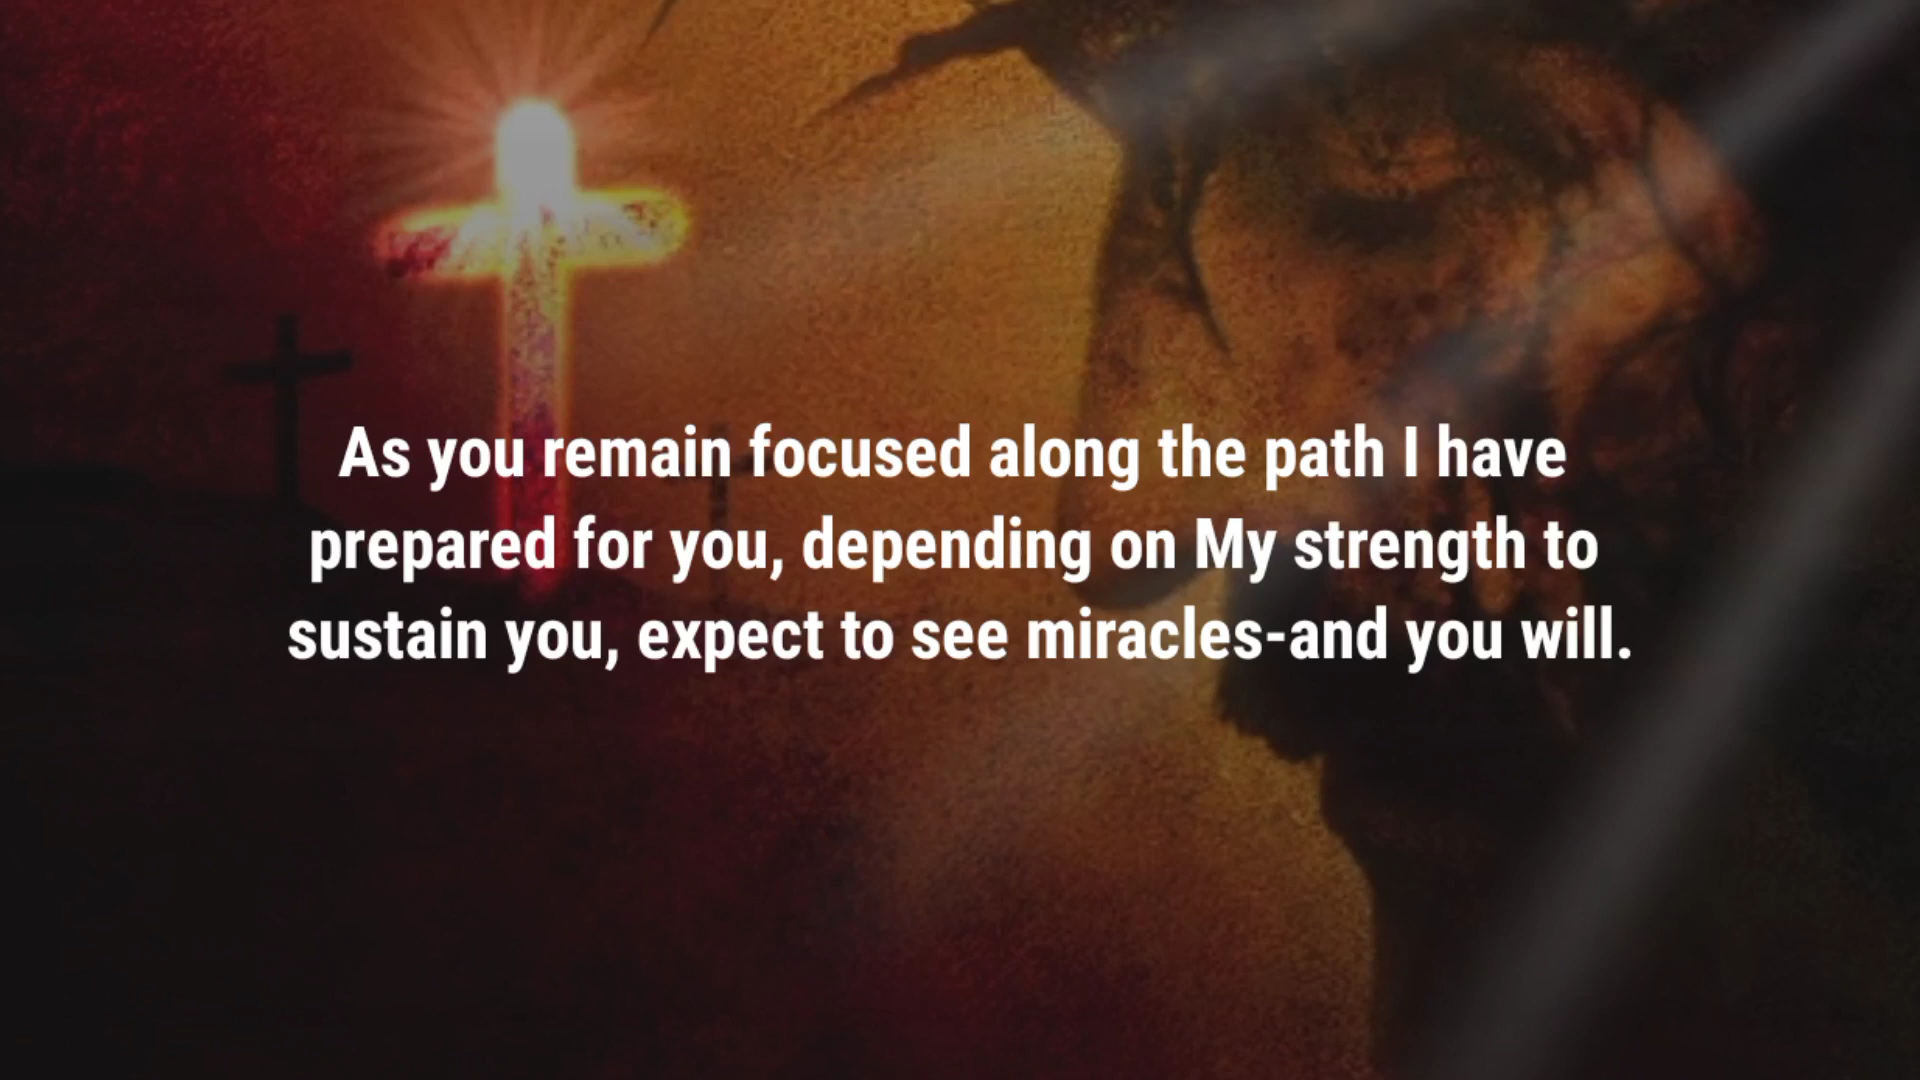 As you remain focused along the path I have
prepared for you, depending on My strength to
sustain you, expect to see miracles-and you will.